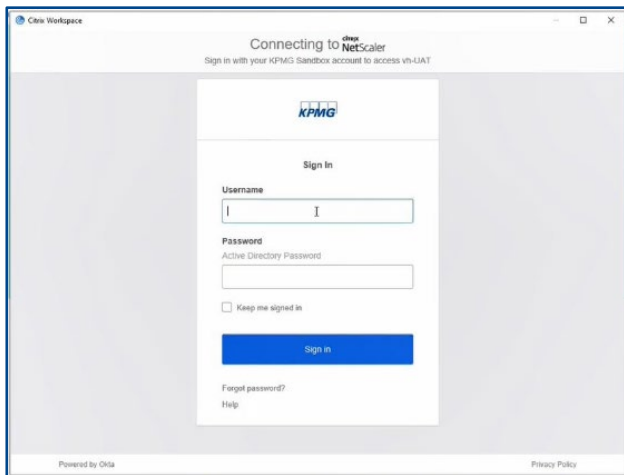 Citrix Workspace
Connecting to citrix NetScaler
Sign in with your KPMG Sandbox account to access vh-UAT
KPMG
Sign In
Username
Password
Active Directory Password
Keep me signed in
Sign in
Forgot password?
Help
Powered by Okta
Privacy Policy